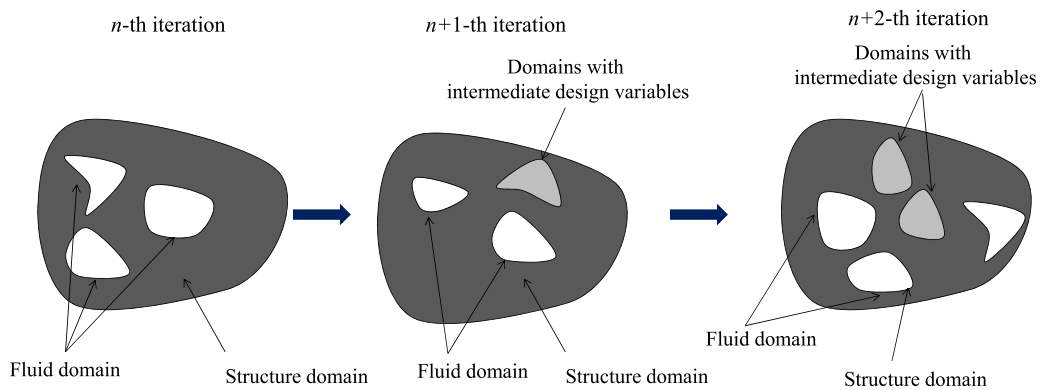 n-th iteration
n+1-th iteration
n+2-th iteration
Domains with
intermediate design variables
Domains with
intermediate design variables
Fluid domain
Structure domain
Fluid domain
Structure domain
Fluid domain
Structure domain